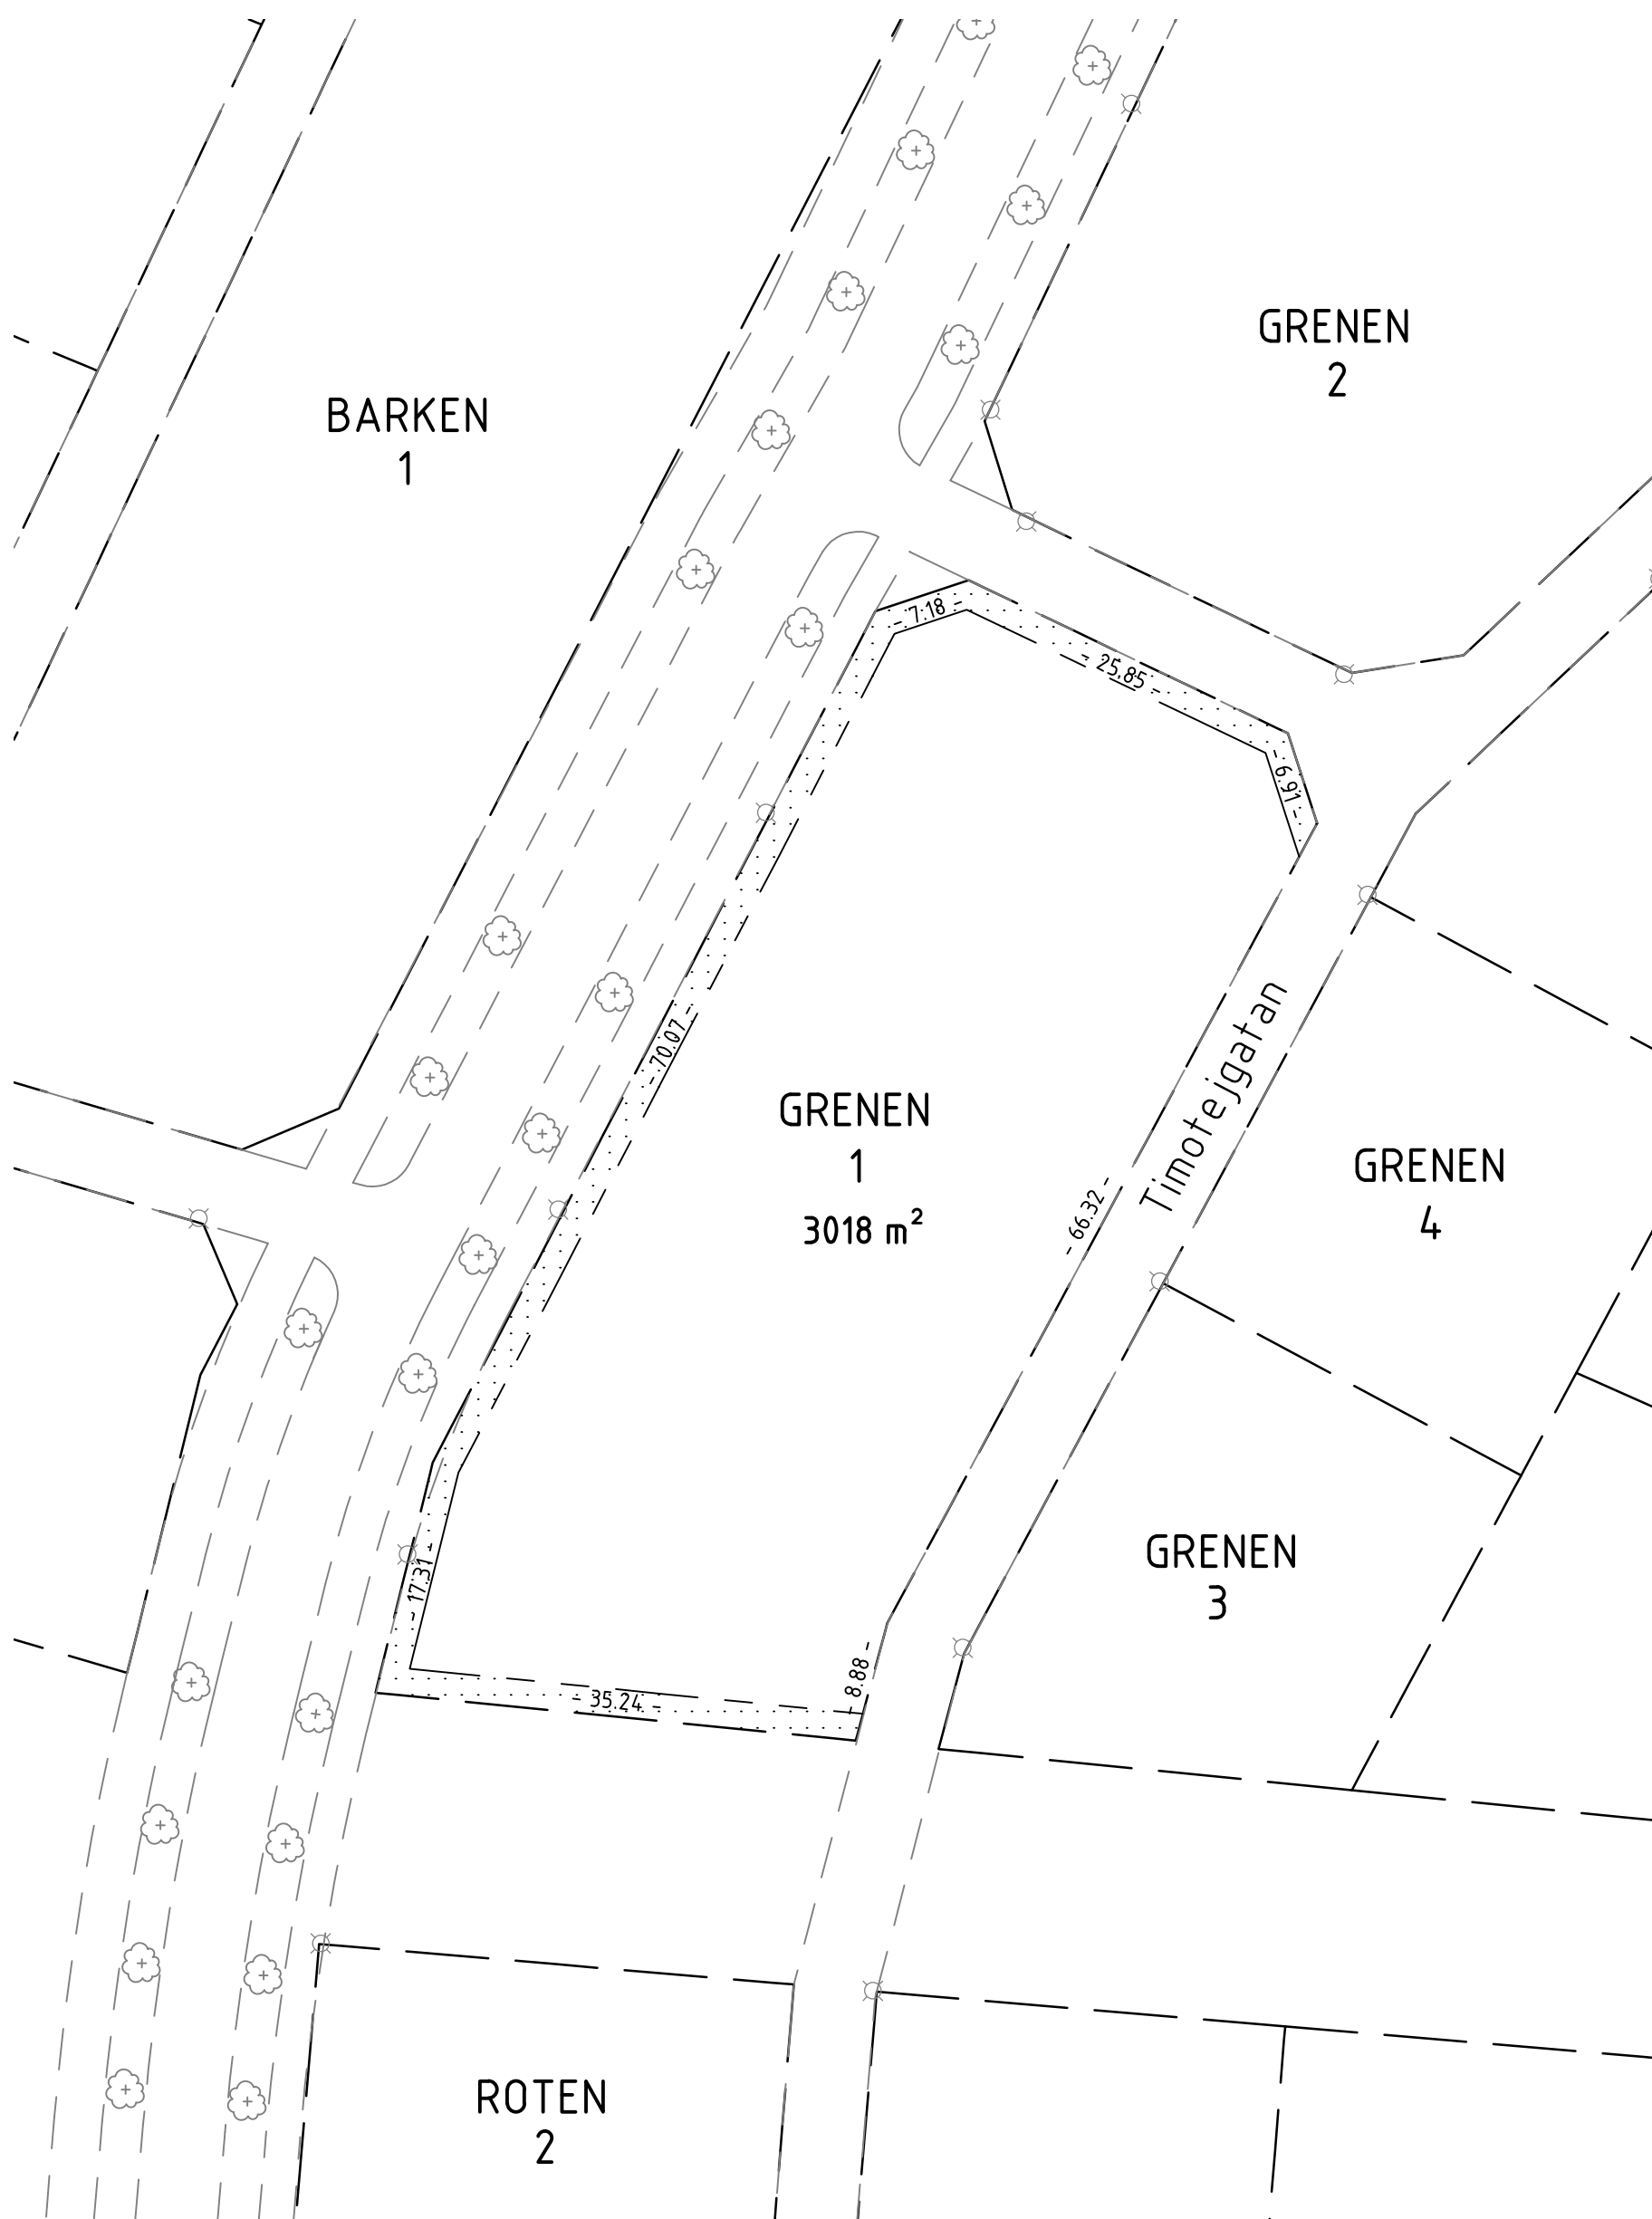 GRENEN
2
BARKEN
1
- 7.18 -
- 25.85 -
- 6.91 -
Timotejgatan
- 70.07 -
GRENEN
1
3018 m²
- 66.32 -
GRENEN
4
GRENEN
3
- 17.31 -
- 8.88 -
- 35.24 -
ROTEN
2